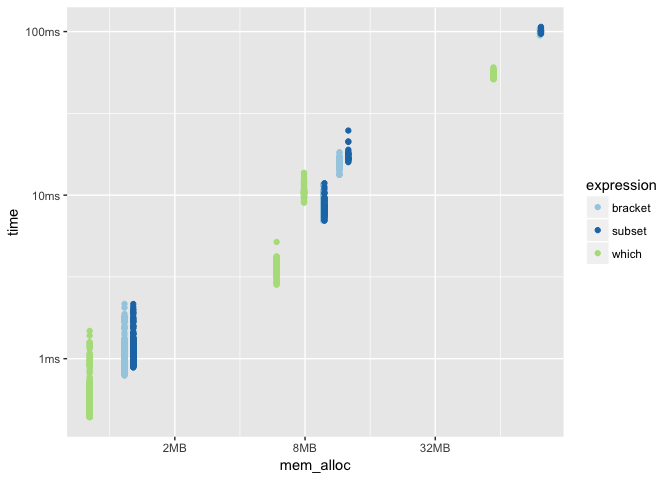 100ms
10ms
1ms
time
2MB
8MB
32MB
mem_alloc
expression
bracket
subset
which